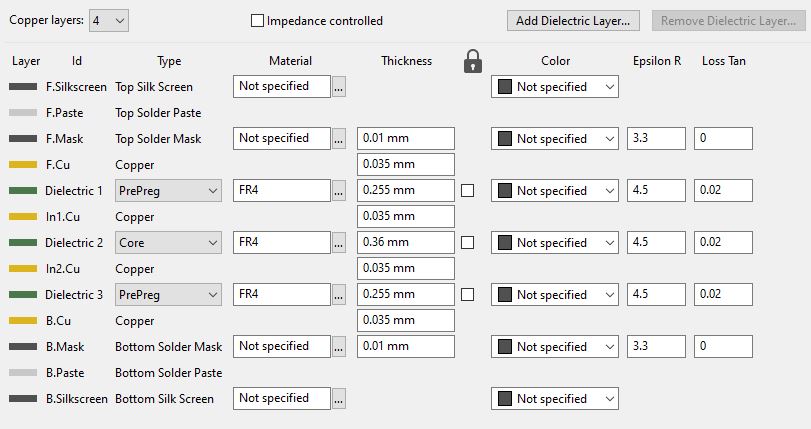 Copper layers: 4 Impedance controlled Add Dielectric Layer... Remove Dielectric Layer...
Layer Id Type Material Thickness Color Epsilon R Loss Tan
F.Silkscreen Top Silk Screen Not specified ... Not specified
F.Paste Top Solder Paste
F.Mask Top Solder Mask Not specified ... 0.01 mm Not specified 3.3 0
F.Cu Copper 0.035 mm
Dielectric 1 PrePreg FR4 ... 0.255 mm Not specified 4.5 0.02
In1.Cu Copper 0.035 mm
Dielectric 2 Core FR4 ... 0.36 mm Not specified 4.5 0.02
In2.Cu Copper 0.035 mm
Dielectric 3 PrePreg FR4 ... 0.255 mm Not specified 4.5 0.02
B.Cu Copper 0.035 mm
B.Mask Bottom Solder Mask Not specified ... 0.01 mm Not specified 3.3 0
B.Paste Bottom Solder Paste
B.Silkscreen Bottom Silk Screen Not specified ... Not specified